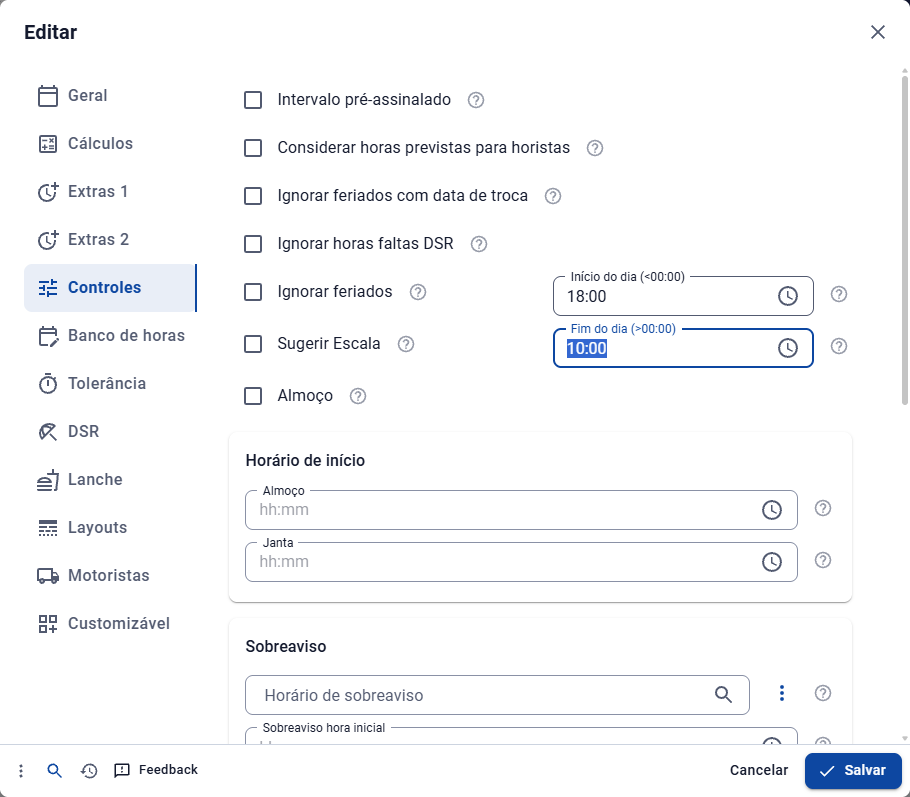 Editar
Geral
Cálculos
Extras 1
Extras 2
Controles
Banco de horas
Tolerância
DSR
Lanche
Layouts
Motoristas
Customizável
Intervalo pré-assinalado
Considerar horas previstas para horistas
Ignorar feriados com data de troca
Ignorar horas faltas DSR
Ignorar feriados
Início do dia (<00:00)
18:00
Sugerir Escala
Fim do dia (>00:00)
10:00
Almoço
Horário de início
Almoço
hh:mm
Janta
hh:mm
Sobreaviso
Horário de sobreaviso
Sobreaviso hora inicial
Feedback
Cancelar
Salvar